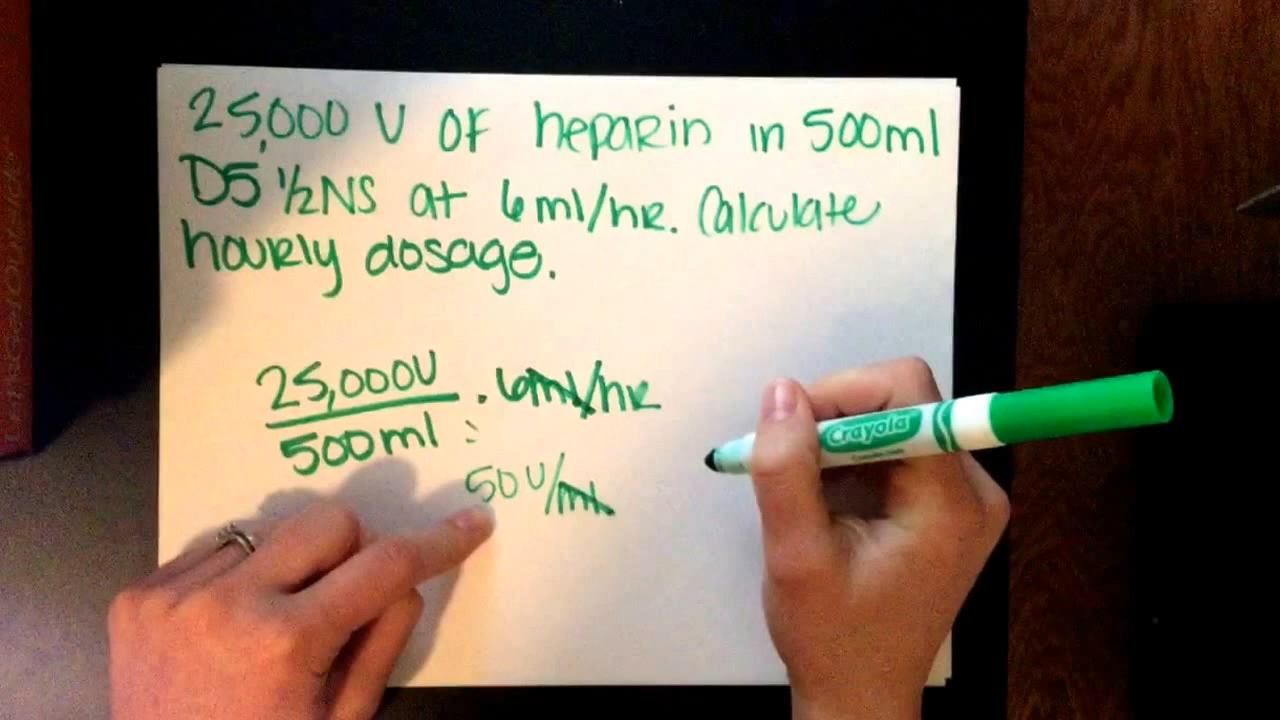 25,000 U OF heparin in 500ml
D5 ½NS at 6ml/hr. Calculate
hourly dosage.
25,000U . 6ml/hr
500ml :
50U/ml
Crayola